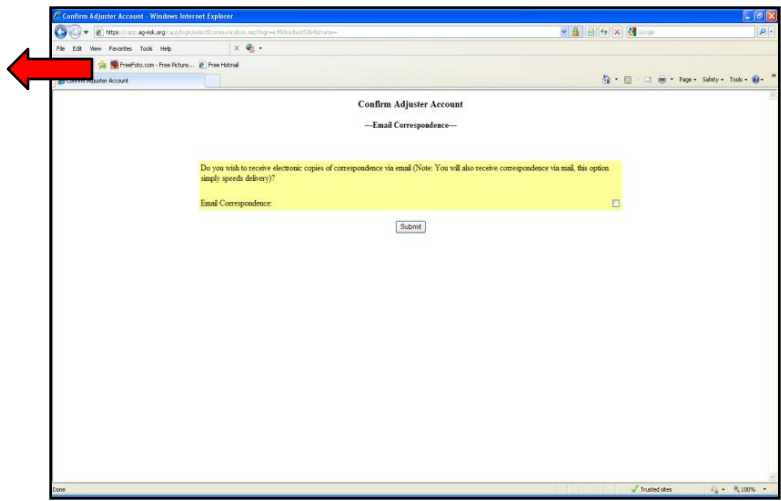 Confirm Adjuster Account - Windows Internet Explorer
File Edit View Favorites Tools Help
FreeFoto.com - Free Picture... Free Hotmail
Confirm Adjuster Account
Page Safety Tools
Confirm Adjuster Account
—Email Correspondence—
Do you wish to receive electronic copies of correspondence via email (Note: You will also receive correspondence via mail, this option
simply speeds delivery)?
Email Correspondence:
Submit
Done
Trusted sites
100%